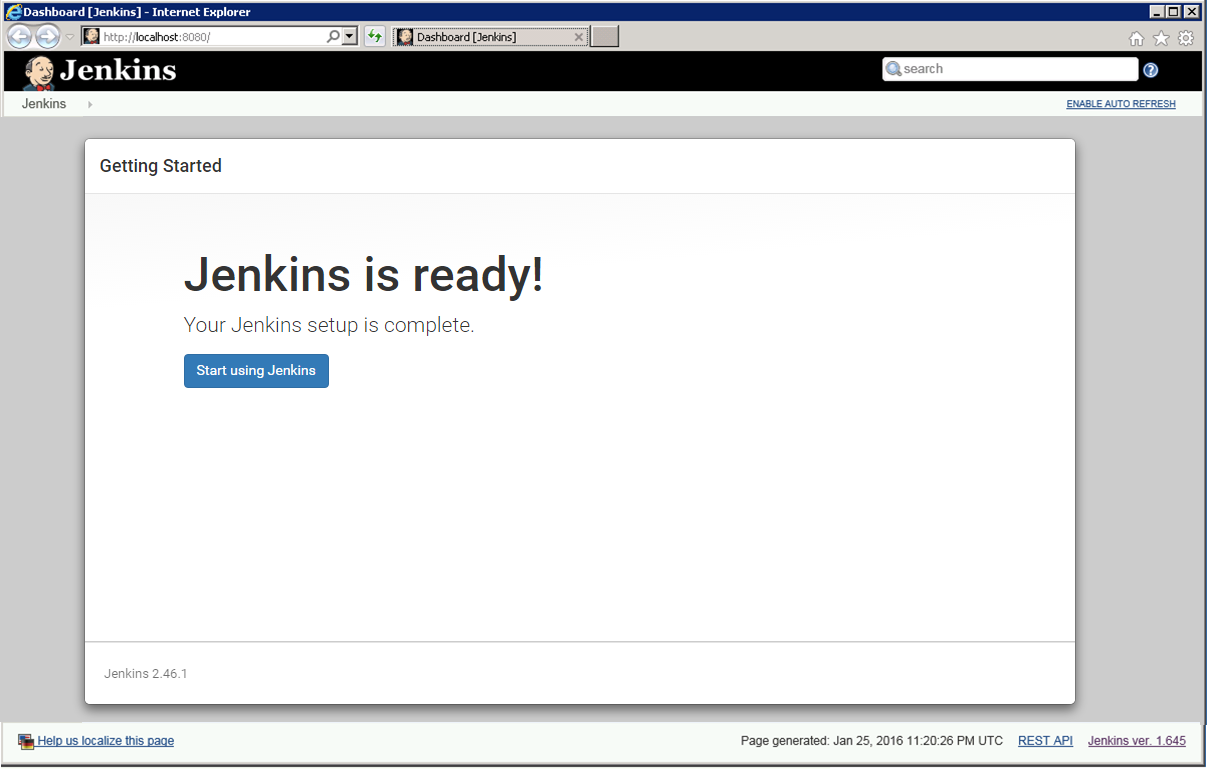 Dashboard [Jenkins] - Internet Explorer
http://localhost:8080/
Dashboard [Jenkins]
Jenkins
search
Jenkins
ENABLE AUTO REFRESH
Getting Started
Jenkins is ready!
Your Jenkins setup is complete.
Start using Jenkins
Jenkins 2.46.1
Help us localize this page
Page generated: Jan 25, 2016 11:20:26 PM UTC REST API Jenkins ver. 1.645